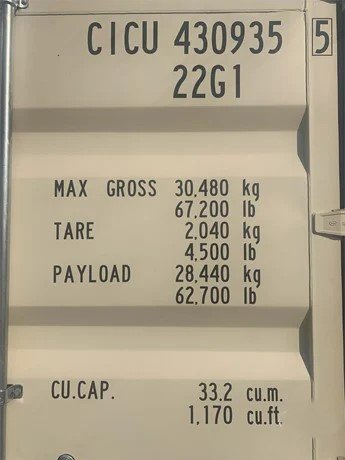 CICU 430935 5
22G1
MAX GROSS 30,480 kg
67,200 lb
TARE 2,040 kg
4,500 lb
PAYLOAD 28,440 kg
62,700 lb
CU.CAP. 33.2 cu.m.
1,170 cu.ft.